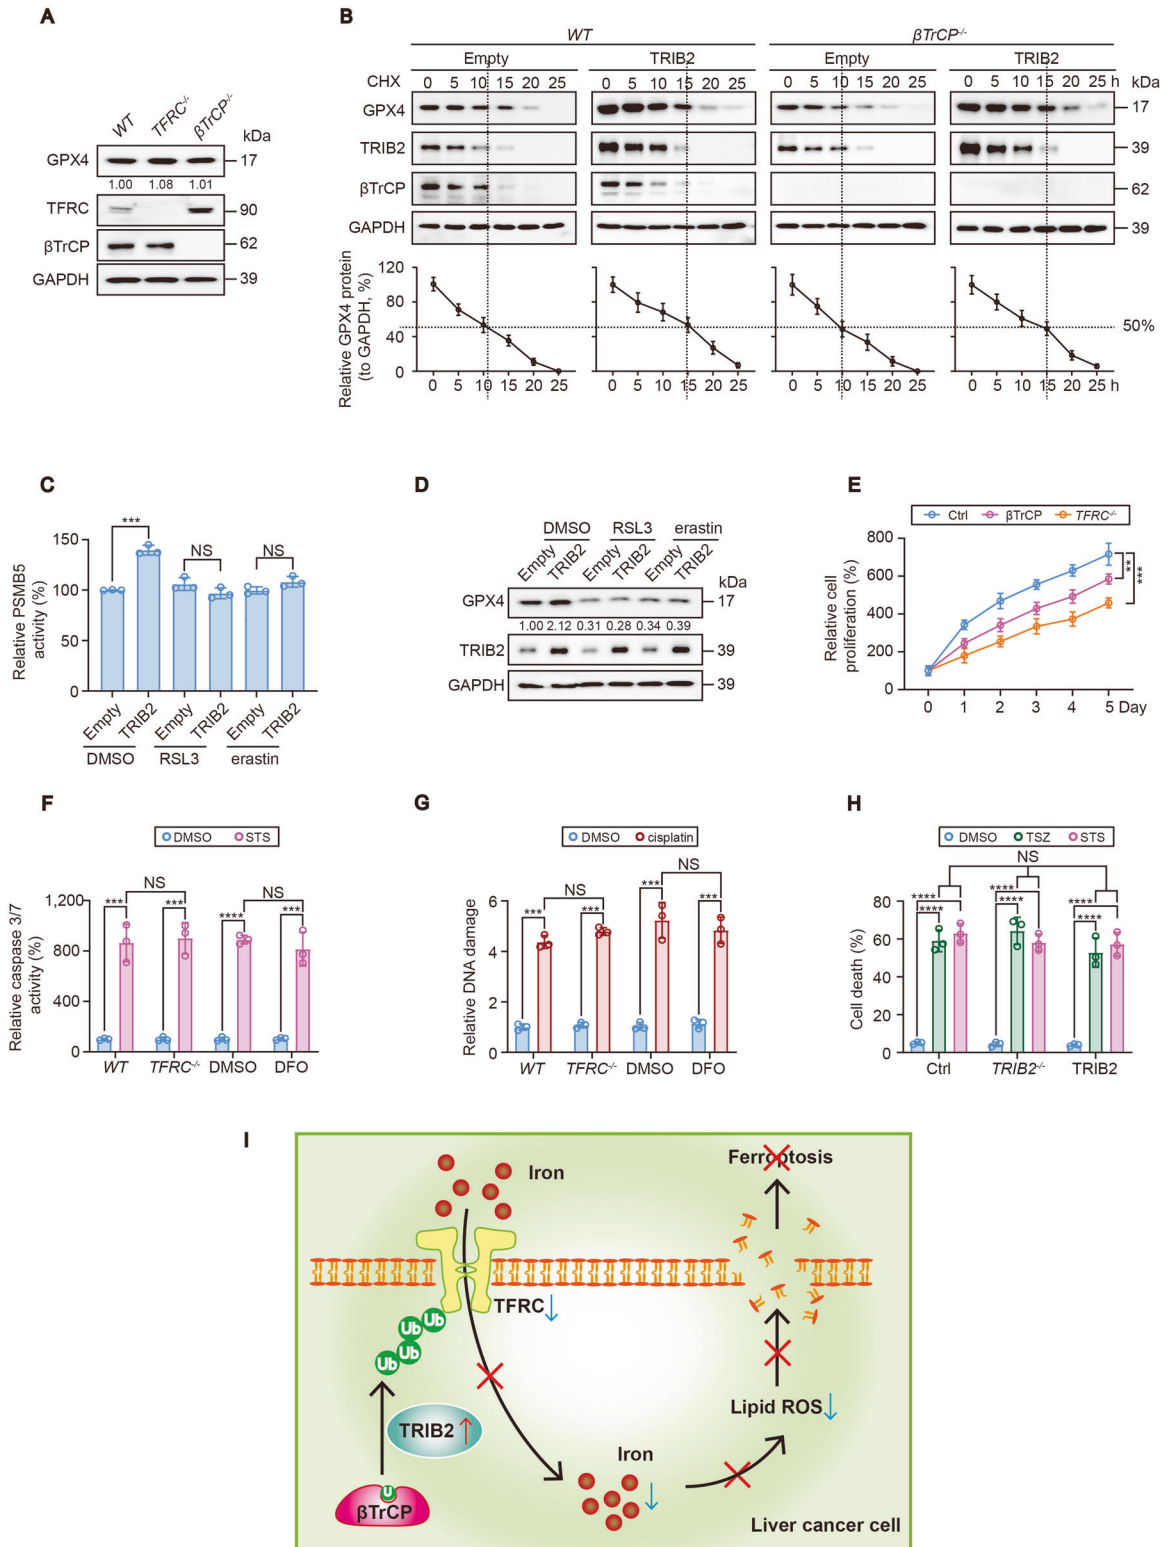 A
WT TFRC-/- βTrCP-/-
kDa
GPX4 17
1.00 1.08 1.01
TFRC 90
βTrCP 62
GAPDH 39
B
WT βTrCP-/-
Empty TRIB2 Empty TRIB2
CHX 0 5 10 15 20 25 0 5 10 15 20 25 0 5 10 15 20 25 0 5 10 15 20 25 h kDa
GPX4 17
TRIB2 39
βTrCP 62
GAPDH 39
Relative GPX4 protein
(to GAPDH, %)
120
80
40
0
50%
0 5 10 15 20 25 0 5 10 15 20 25 0 5 10 15 20 25 0 5 10 15 20 25 h
C
Relative PSMB5
activity (%)
150
100
50
0
*** NS NS
Empty TRIB2 Empty TRIB2 Empty TRIB2
DMSO RSL3 erastin
D
DMSO RSL3 erastin
Empty TRIB2 Empty TRIB2 Empty TRIB2
kDa
GPX4 17
1.00 2.12 0.31 0.28 0.34 0.39
TRIB2 39
GAPDH 39
E
Ctrl βTrCP TFRC-/-
Relative cell
proliferation (%)
800
600
400
200
0
** ***
0 1 2 3 4 5 Day
F
DMSO STS
Relative caspase 3/7
activity (%)
1,200
800
400
0
NS NS
*** *** **** ***
WT TFRC-/- DMSO DFO
G
DMSO cisplatin
Relative DNA damage
6
4
2
0
NS NS
*** *** *** ***
WT TFRC-/- DMSO DFO
H
DMSO TSZ STS
Cell death (%)
80
60
40
20
0
NS
**** **** ****
**** **** ****
Ctrl TRIB2-/- TRIB2
I
Iron
Ferroptosis
TFRC
Ub Ub
Ub Ub
TRIB2
Lipid ROS
Iron
U
βTrCP
Liver cancer cell